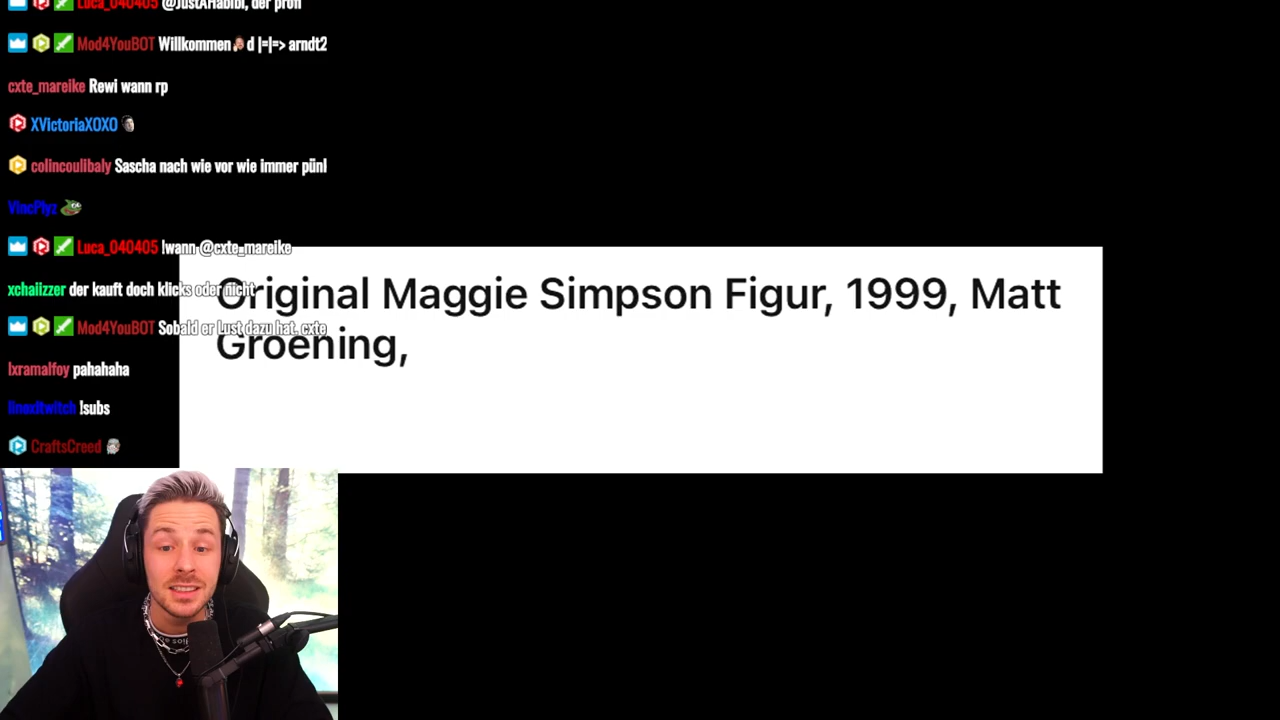 Luca_040405 @JustAHabibi, der profi
Mod4YouBOT Willkommen d |=|=> arndt2
cxte_mareike Rewi wann rp
XVictoriaXOXO
colincoulibaly Sascha nach wie vor wie immer pünl
VincPlyz
Luca_040405 !wann @cxte_mareike
xchaiizzer der kauft doch klicks oder nicht
Mod4YouBOT Sobald er Lust dazu hat. cxte
lxramalfoy pahahaha
linoxitwitch !subs
CraftsCreed
Original Maggie Simpson Figur, 1999, Matt
Groening,